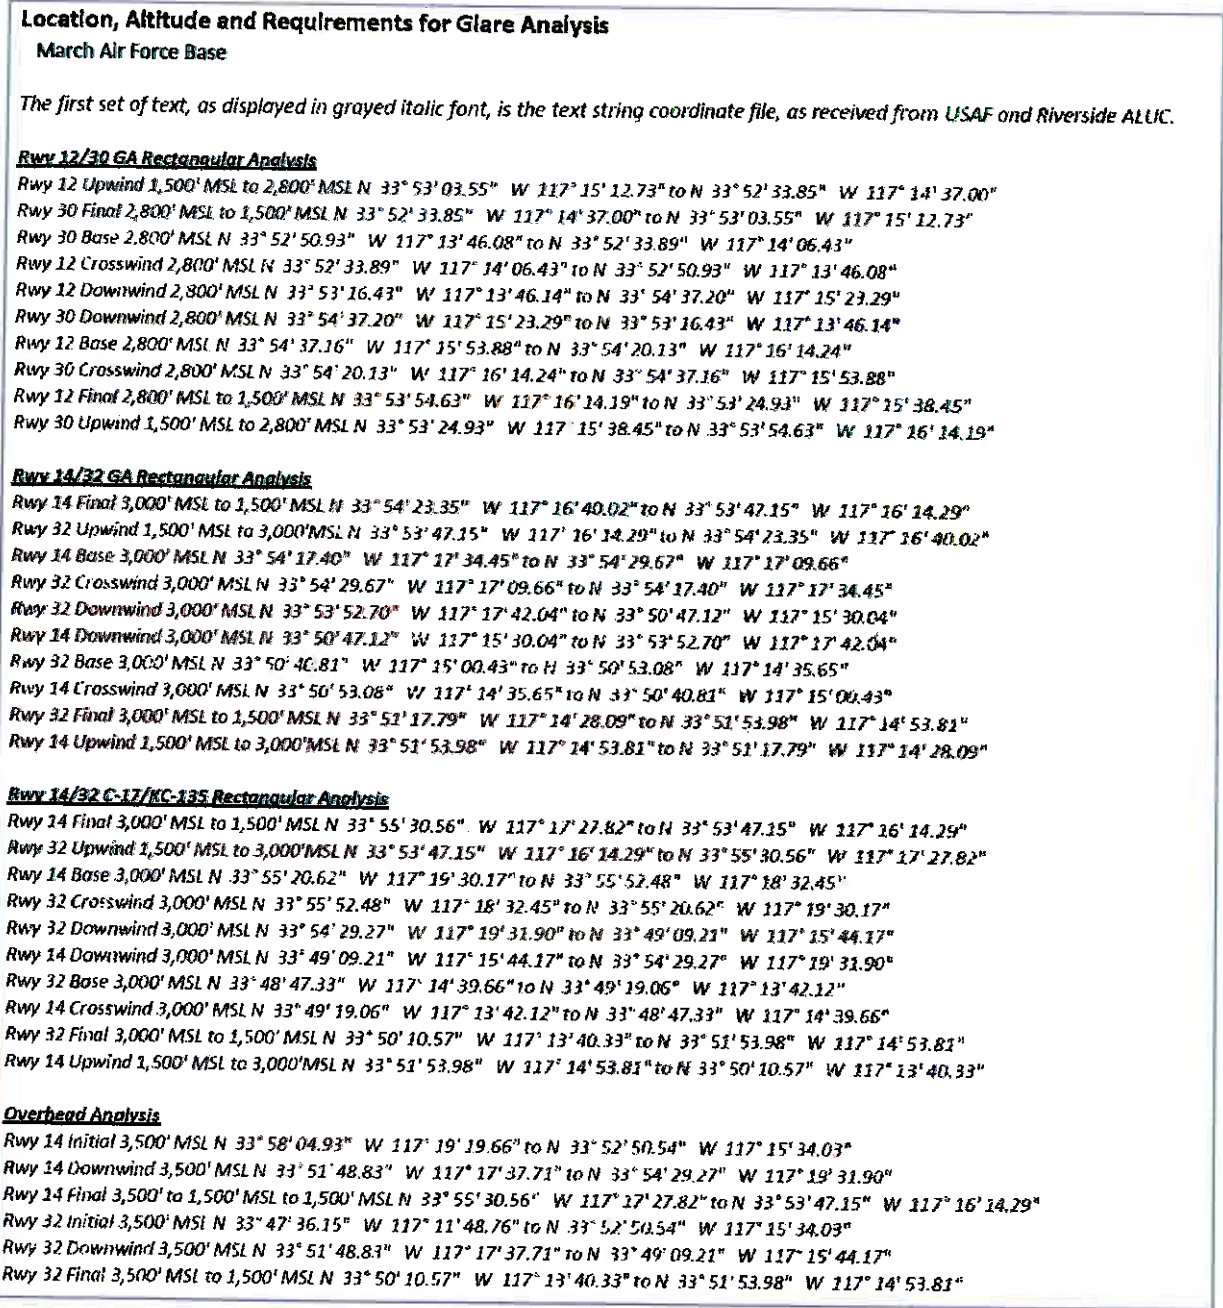 Location, Altitude and Requirements for Glare Analysis
March Air Force Base
The first set of text, as displayed in grayed italic font, is the text string coordinate file, as received from USAF and Riverside ALUC.
Rwy 12/30 GA Rectangular Analysis
Rwy 12 Upwind 1,500' MSL to 2,800' MSL N 33° 53' 03.55" W 117° 15' 12.73" to N 33° 52' 33.85" W 117° 14' 37.00"
Rwy 30 Final 2,800' MSL to 1,500' MSL N 33° 52' 33.85" W 117° 14' 37.00" to N 33° 53' 03.55" W 117° 15' 12.73"
Rwy 30 Base 2,800' MSL N 33° 52' 50.93" W 117° 13' 46.08" to N 33° 52' 33.89" W 117° 14' 06.43"
Rwy 12 Crosswind 2,800' MSL N 33° 52' 33.89" W 117° 14' 06.43" to N 33° 52' 50.93" W 117° 13' 46.08"
Rwy 12 Downwind 2,800' MSL N 33° 53' 16.43" W 117° 13' 46.14" to N 33° 54' 37.20" W 117° 15' 23.29"
Rwy 30 Downwind 2,800' MSL N 33° 54' 37.20" W 117° 15' 23.29" to N 33° 53' 16.43" W 117° 13' 46.14"
Rwy 12 Base 2,800' MSL N 33° 54' 37.16" W 117° 15' 53.88" to N 33° 54' 20.13" W 117° 16' 14.24"
Rwy 30 Crosswind 2,800' MSL N 33° 54' 20.13" W 117° 16' 14.24" to N 33° 54' 37.16" W 117° 15' 53.88"
Rwy 12 Final 2,800' MSL to 1,500' MSL N 33° 53' 54.63" W 117° 16' 14.19" to N 33° 53' 24.93" W 117° 15' 38.45"
Rwy 30 Upwind 1,500' MSL to 2,800' MSL N 33° 53' 24.93" W 117° 15' 38.45" to N 33° 53' 54.63" W 117° 16' 14.19"
Rwy 14/32 GA Rectangular Analysis
Rwy 14 Final 3,000' MSL to 1,500' MSL N 33° 54' 23.35" W 117° 16' 40.02" to N 33° 53' 47.15" W 117° 16' 14.29"
Rwy 32 Upwind 1,500' MSL to 3,000'MSL N 33° 53' 47.15" W 117° 16' 14.29" to N 33° 54' 23.35" W 117° 16' 40.02"
Rwy 14 Base 3,000' MSL N 33° 54' 17.40" W 117° 17' 34.45" to N 33° 54' 29.67" W 117° 17' 09.66"
Rwy 32 Crosswind 3,000' MSL N 33° 54' 29.67" W 117° 17' 09.66" to N 33° 54' 17.40" W 117° 17' 34.45"
Rwy 32 Downwind 3,000' MSL N 33° 53' 52.70" W 117° 17' 42.04" to N 33° 50' 47.12" W 117° 15' 30.04"
Rwy 14 Downwind 3,000' MSL N 33° 50' 47.12" W 117° 15' 30.04" to N 33° 53' 52.70" W 117° 17' 42.04"
Rwy 32 Base 3,000' MSL N 33° 50' 40.81" W 117° 15' 00.43" to N 33° 50' 53.08" W 117° 14' 35.65"
Rwy 14 Crosswind 3,000' MSL N 33° 50' 53.08" W 117° 14' 35.65" to N 33° 50' 40.81" W 117° 15' 00.43"
Rwy 32 Final 3,000' MSL to 1,500' MSL N 33° 51' 17.79" W 117° 14' 28.09" to N 33° 51' 53.98" W 117° 14' 53.81"
Rwy 14 Upwind 1,500' MSL to 3,000'MSL N 33° 51' 53.98" W 117° 14' 53.81" to N 33° 51' 17.79" W 117° 14' 28.09"
Rwy 14/32 C-17/KC-135 Rectangular Analysis
Rwy 14 Final 3,000' MSL to 1,500' MSL N 33° 55' 30.56" W 117° 17' 27.82" to N 33° 53' 47.15" W 117° 16' 14.29"
Rwy 32 Upwind 1,500' MSL to 3,000'MSL N 33° 53' 47.15" W 117° 16' 14.29" to N 33° 55' 30.56" W 117° 17' 27.82"
Rwy 14 Base 3,000' MSL N 33° 55' 20.62" W 117° 19' 30.17" to N 33° 55' 52.48" W 117° 18' 32.45"
Rwy 32 Crosswind 3,000' MSL N 33° 55' 52.48" W 117° 18' 32.45" to N 33° 55' 20.62" W 117° 19' 30.17"
Rwy 32 Downwind 3,000' MSL N 33° 54' 29.27" W 117° 19' 31.90" to N 33° 49' 09.21" W 117° 15' 44.17"
Rwy 14 Downwind 3,000' MSL N 33° 49' 09.21" W 117° 15' 44.17" to N 33° 54' 29.27" W 117° 19' 31.90"
Rwy 32 Base 3,000' MSL N 33° 48' 47.33" W 117° 14' 39.66" to N 33° 49' 19.06" W 117° 13' 42.12"
Rwy 14 Crosswind 3,000' MSL N 33° 49' 19.06" W 117° 13' 42.12" to N 33° 48' 47.33" W 117° 14' 39.66"
Rwy 32 Final 3,000' MSL to 1,500' MSL N 33° 50' 10.57" W 117° 13' 40.33" to N 33° 51' 53.98" W 117° 14' 53.81"
Rwy 14 Upwind 1,500' MSL to 3,000'MSL N 33° 51' 53.98" W 117° 14' 53.81" to N 33° 50' 10.57" W 117° 13' 40.33"
Overhead Analysis
Rwy 14 Initial 3,500' MSL N 33° 58' 04.93" W 117° 19' 19.66" to N 33° 52' 50.54" W 117° 15' 34.03"
Rwy 14 Downwind 3,500' MSL N 33° 51' 48.83" W 117° 17' 37.71" to N 33° 54' 29.27" W 117° 19' 31.90"
Rwy 14 Final 3,500' to 1,500' MSL to 1,500' MSL N 33° 55' 30.56" W 117° 17' 27.82" to N 33° 53' 47.15" W 117° 16' 14.29"
Rwy 32 Initial 3,500' MSl N 33° 47' 36.15" W 117° 11' 48.76" to N 33° 52' 50.54" W 117° 15' 34.03"
Rwy 32 Downwind 3,500' MSL N 33° 51' 48.83" W 117° 17' 37.71" to N 33° 49' 09.21" W 117° 15' 44.17"
Rwy 32 Final 3,500' MSL to 1,500' MSL N 33° 50' 10.57" W 117° 13' 40.33" to N 33° 51' 53.98" W 117° 14' 53.81"